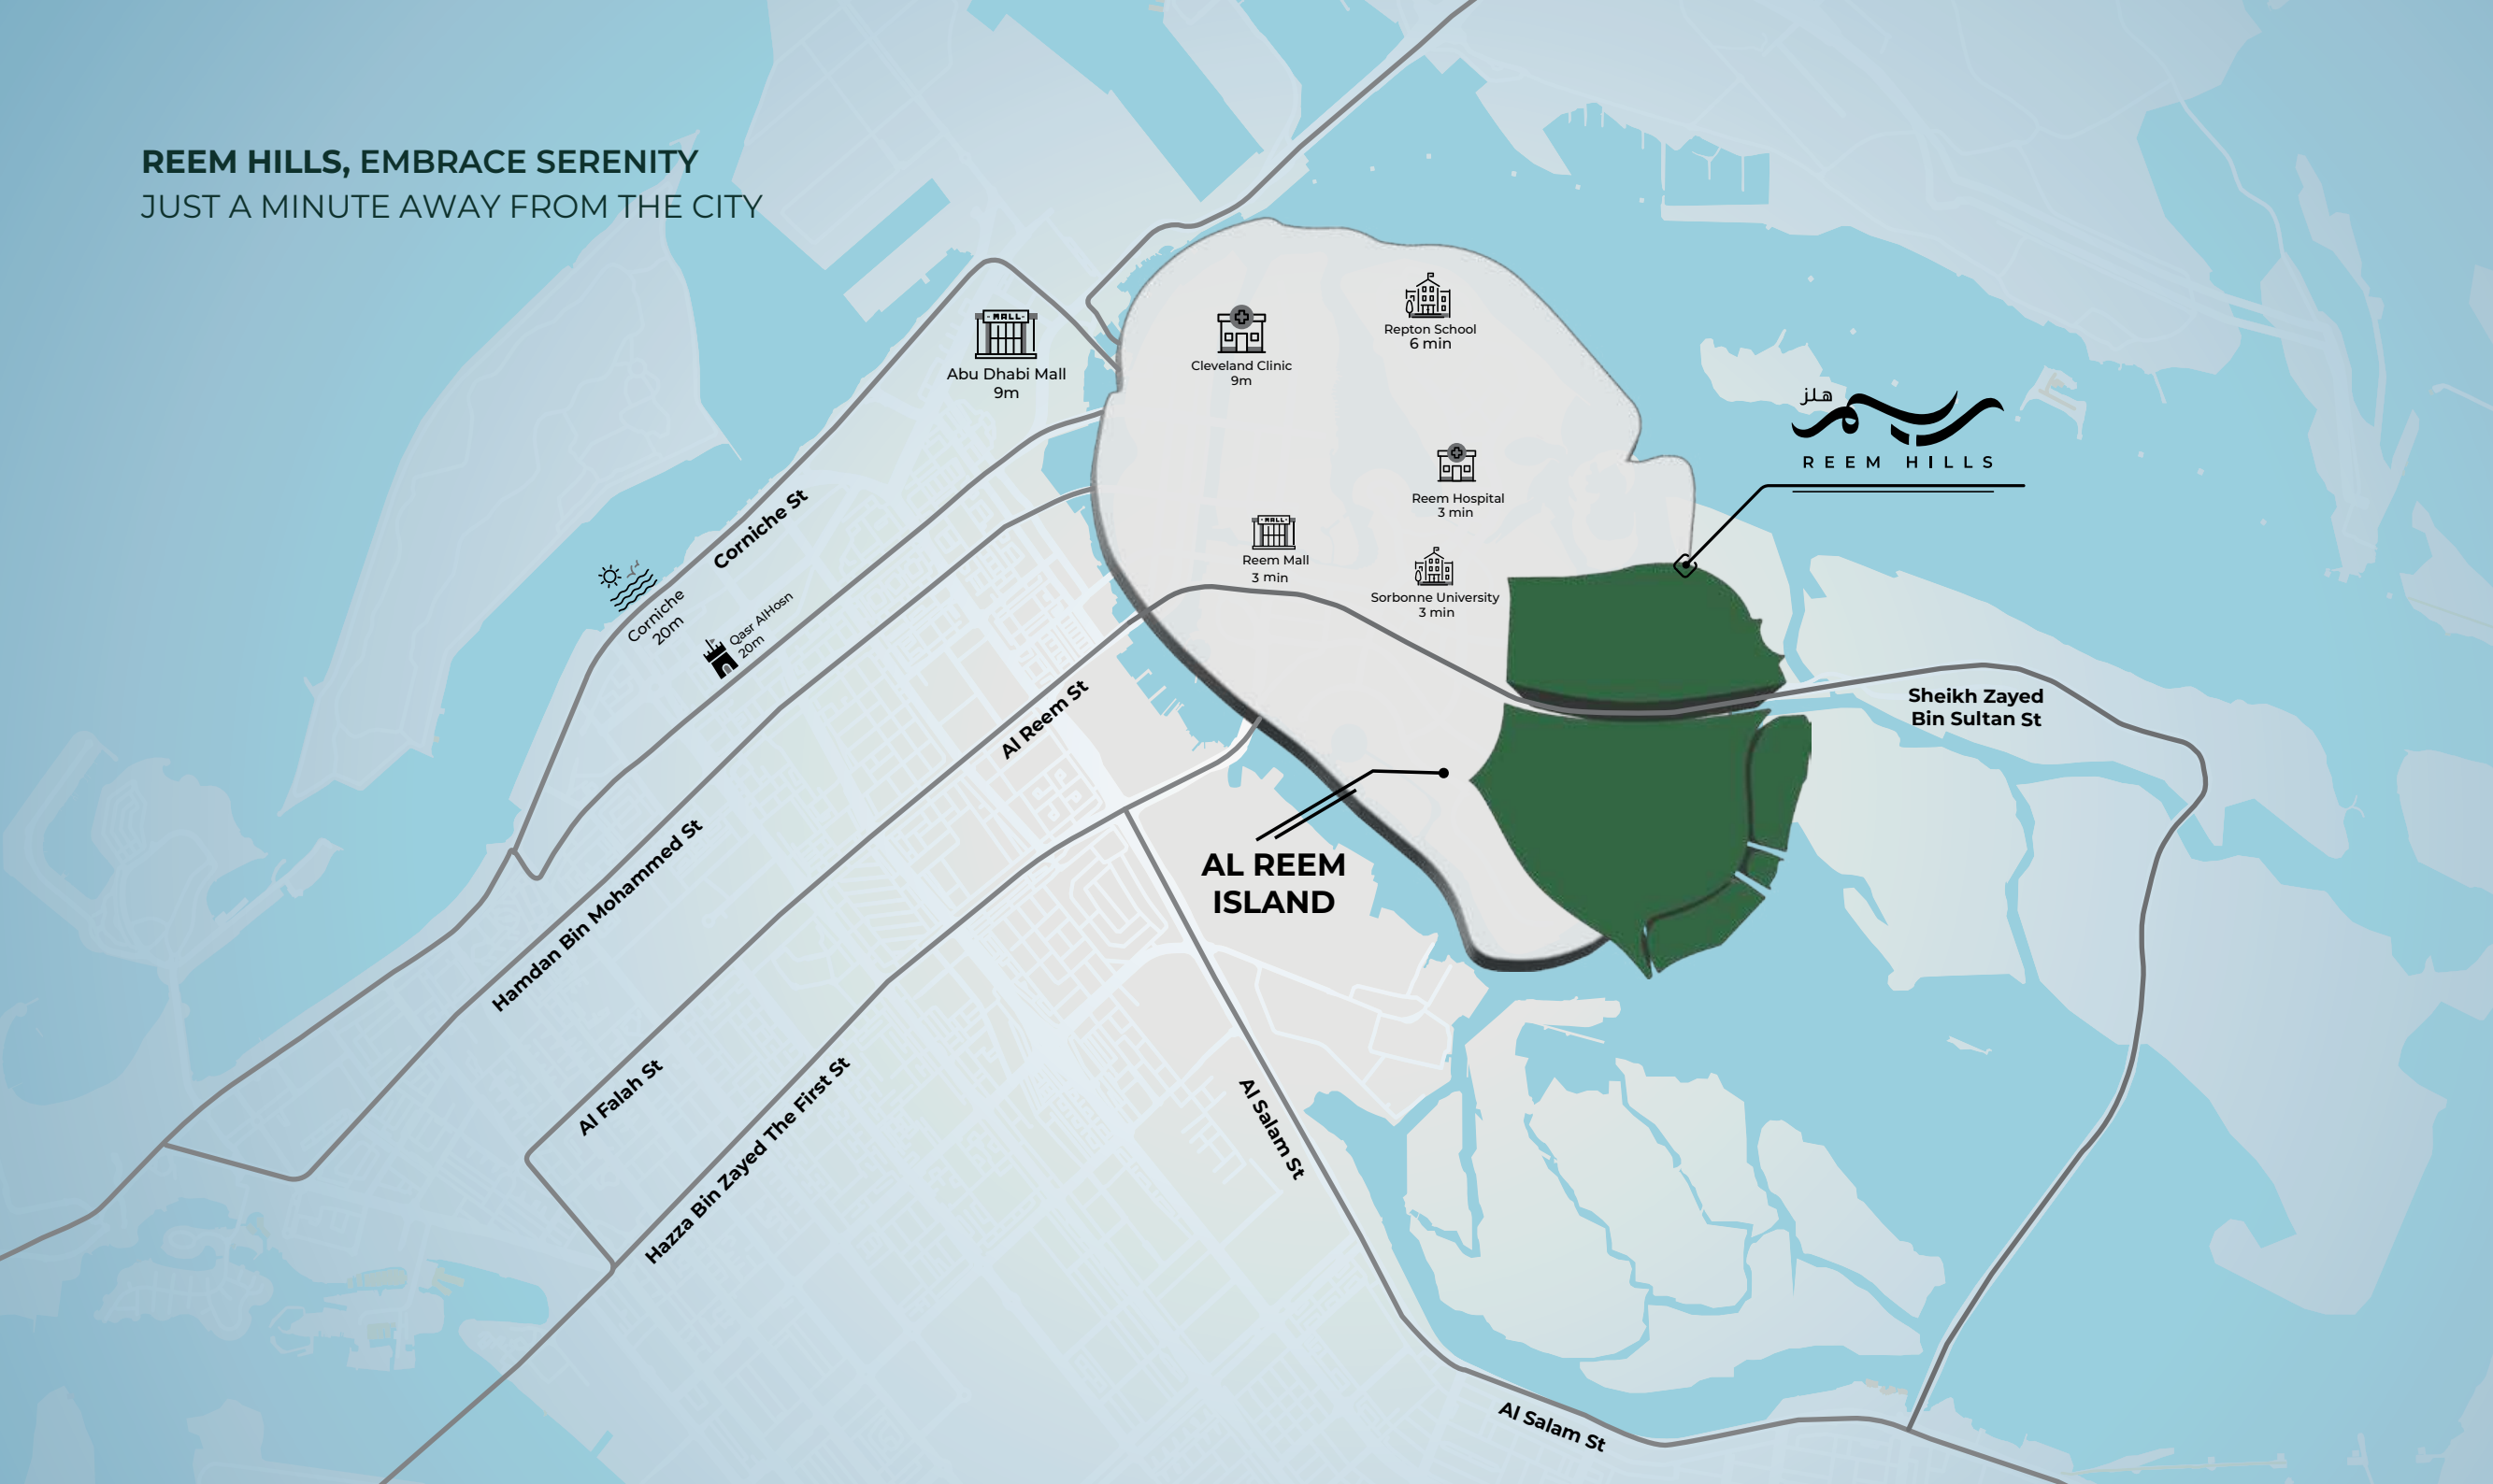 REEM HILLS, EMBRACE SERENITY
JUST A MINUTE AWAY FROM THE CITY
MALL
Abu Dhabi Mall
9m
Cleveland Clinic
9m
Repton School
6 min
هلز
ريم
REEM HILLS
Reem Hospital
3 min
MALL
Reem Mall
3 min
Sorbonne University
3 min
Corniche St
Corniche
20m
Qasr AlHosn
20m
Sheikh Zayed
Bin Sultan St
Al Reem St
AL REEM
ISLAND
Hamdan Bin Mohammed St
Al Falah St
Hazza Bin Zayed The First St
Al Salam St
Al Salam St